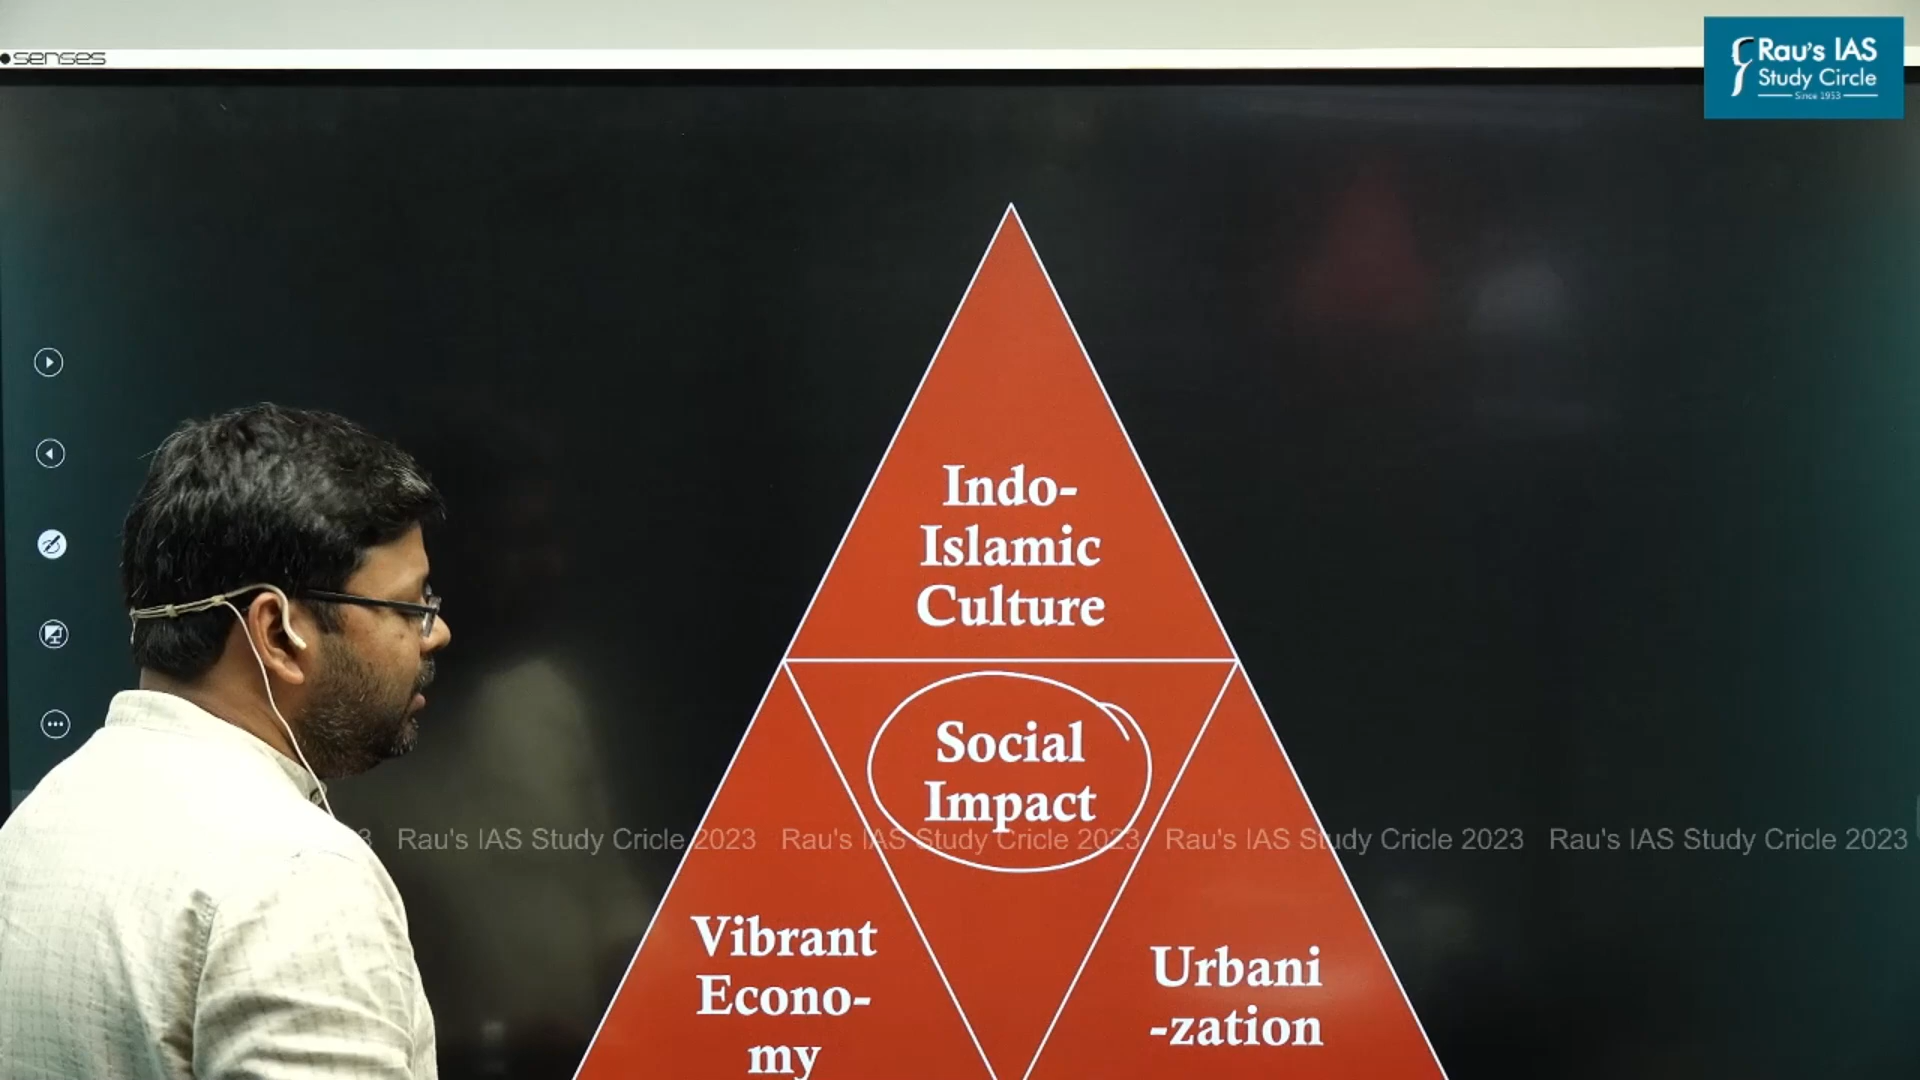 senses
Rau's IAS
Study Circle
Since 1953
Indo-
Islamic
Culture
Social
Impact
3 Rau's IAS Study Cricle 2023 Rau's IAS Study Cricle 2023 Rau's IAS Study Cricle 2023 Rau's IAS Study Cricle 2023
Vibrant
Econo-
my
Urbani
-zation